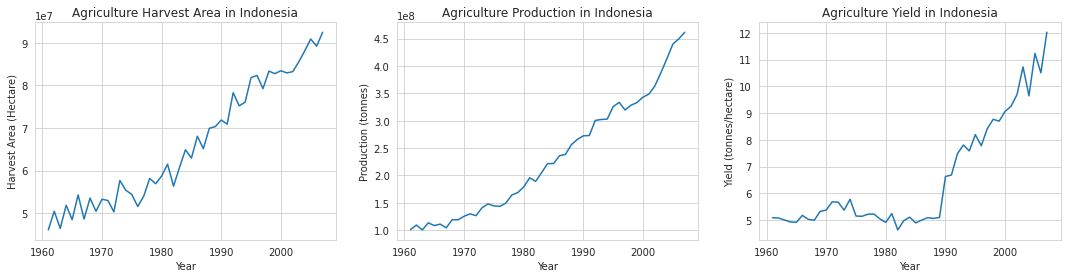 Agriculture Harvest Area in Indonesia
1e7
Harvest Area (Hectare)
9
8
7
6
5
1960 1970 1980 1990 2000
Year
Agriculture Production in Indonesia
1e8
Production (tonnes)
4.5
4.0
3.5
3.0
2.5
2.0
1.5
1.0
1960 1970 1980 1990 2000
Year
Agriculture Yield in Indonesia
Yield (tonnes/hectare)
12
11
10
9
8
7
6
5
1960 1970 1980 1990 2000
Year